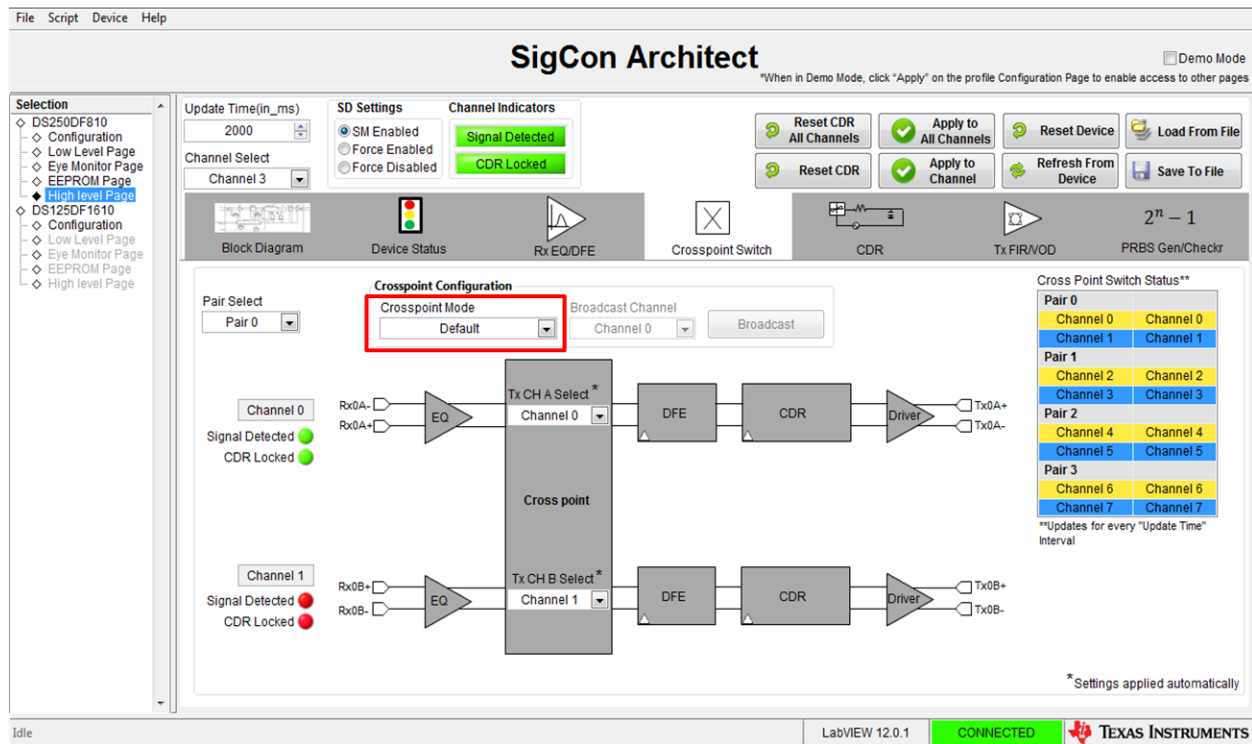 File Script Device Help
SigCon Architect
Demo Mode
*When in Demo Mode, click "Apply" on the profile Configuration Page to enable access to other pages
Selection
DS250DF810
Configuration
Low Level Page
Eye Monitor Page
EEPROM Page
High level Page
DS125DF1610
Configuration
Low Level Page
Eye Monitor Page
EEPROM Page
High level Page
Update Time(in_ms)
2000
Channel Select
Channel 3
SD Settings
SM Enabled
Force Enabled
Force Disabled
Channel Indicators
Signal Detected
CDR Locked
Reset CDR
All Channels
Apply to
All Channels
Reset Device
Load From File
Reset CDR
Apply to
Channel
Refresh From
Device
Save To File
Block Diagram
Device Status
Rx EQ/DFE
Crosspoint Switch
CDR
Tx FIR/VOD
2ⁿ − 1
PRBS Gen/Checkr
Pair Select
Pair 0
Crosspoint Configuration
Crosspoint Mode
Default
Broadcast Channel
Channel 0
Broadcast
Channel 0
Signal Detected
CDR Locked
Rx0A-
Rx0A+
EQ
Tx CH A Select *
Channel 0
DFE
CDR
Driver
Tx0A+
Tx0A-
Cross point
Channel 1
Signal Detected
CDR Locked
Rx0B+
Rx0B-
EQ
Tx CH B Select *
Channel 1
DFE
CDR
Driver
Tx0B+
Tx0B-
Cross Point Switch Status**
Pair 0
Channel 0 Channel 0
Channel 1 Channel 1
Pair 1
Channel 2 Channel 2
Channel 3 Channel 3
Pair 2
Channel 4 Channel 4
Channel 5 Channel 5
Pair 3
Channel 6 Channel 6
Channel 7 Channel 7
**Updates for every "Update Time"
Interval
*Settings applied automatically
Idle
LabVIEW 12.0.1
CONNECTED
TEXAS INSTRUMENTS